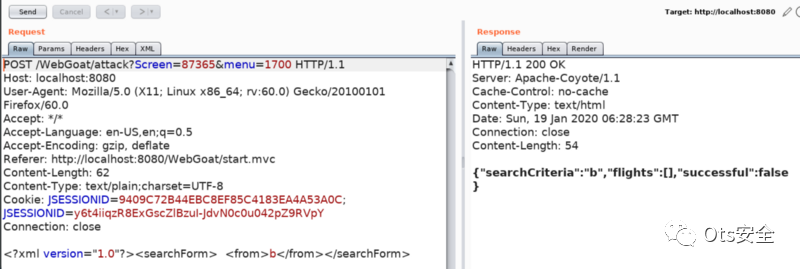 Send Cancel < | ▾ > | ▾ Target: http://localhost:8080
Request
Raw Params Headers Hex XML
POST /WebGoat/attack?Screen=87365&menu=1700 HTTP/1.1
Host: localhost:8080
User-Agent: Mozilla/5.0 (X11; Linux x86_64; rv:60.0) Gecko/20100101
Firefox/60.0
Accept: */*
Accept-Language: en-US,en;q=0.5
Accept-Encoding: gzip, deflate
Referer: http://localhost:8080/WebGoat/start.mvc
Content-Length: 62
Content-Type: text/plain;charset=UTF-8
Cookie: JSESSIONID=9409C72B44EBC8EF85C4183EA4A53A0C;
JSESSIONID=y6t4iiqzR8ExGscZlBzuI-JdvN0c0u042pZ9RVpY
Connection: close
<?xml version="1.0"?><searchForm> <from>b</from></searchForm>
Response
Raw Headers Hex Render
HTTP/1.1 200 OK
Server: Apache-Coyote/1.1
Cache-Control: no-cache
Content-Type: text/html
Date: Sun, 19 Jan 2020 06:28:23 GMT
Connection: close
Content-Length: 54
{"searchCriteria":"b","flights":[],"successful":false
}
Ots安全